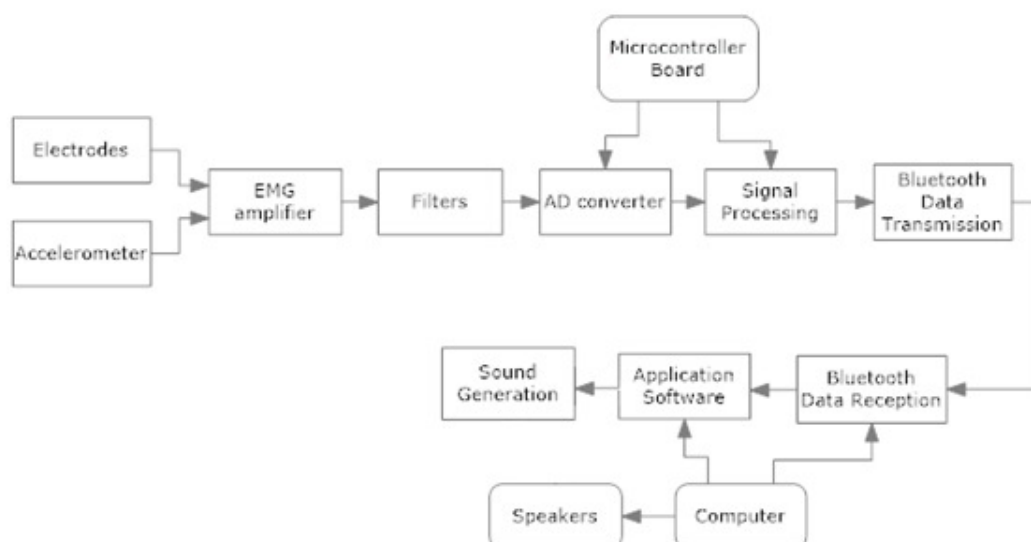 Microcontroller
Board
Electrodes
Accelerometer
EMG
amplifier
Filters
AD converter
Signal
Processing
Bluetooth
Data
Transmission
Sound
Generation
Application
Software
Bluetooth
Data Reception
Speakers
Computer